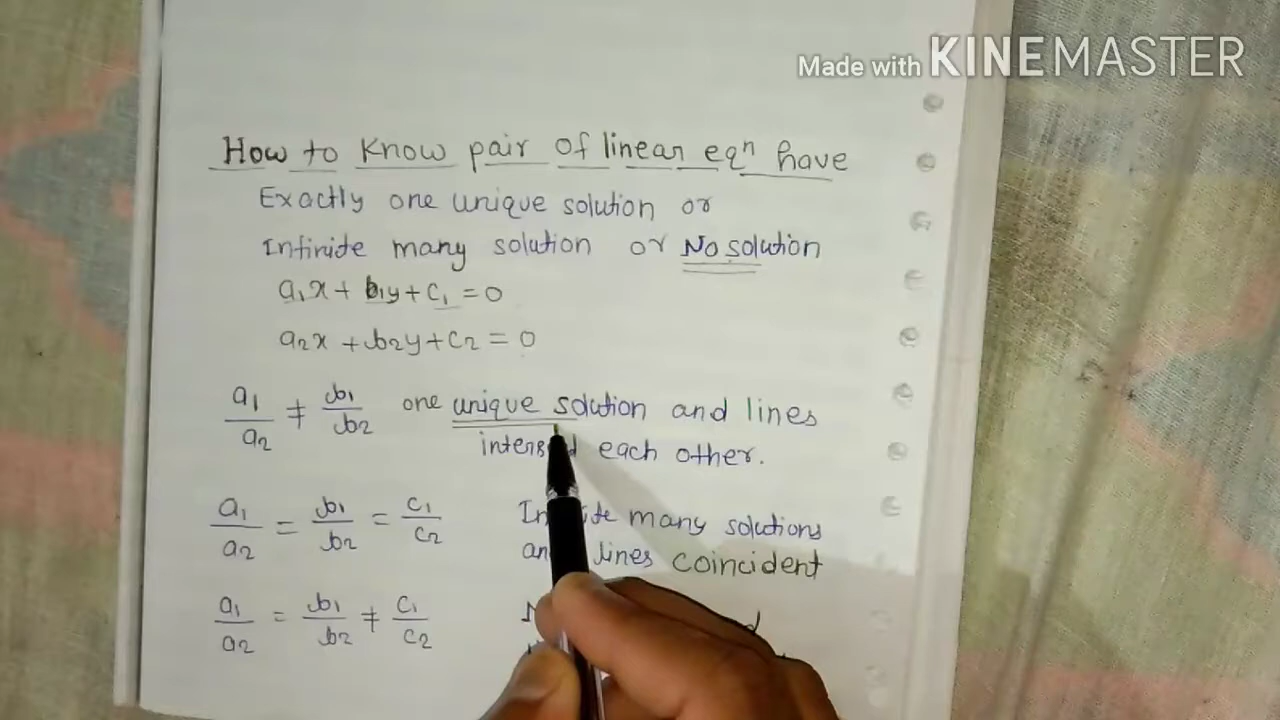 Made with KINEMASTER
How to Know pair of linear eqⁿ have
Exactly one unique solution or
Infinide many solution or No solution
a₁x + b₁y + c₁ = 0
a₂x + b₂y + c₂ = 0
a₁/a₂ ≠ b₁/b₂ one unique solution and lines
each other.
a₁/a₂ = b₁/b₂ = c₁/c₂ many solutions
lines coincident
a₁/a₂ = b₁/b₂ ≠ c₁/c₂